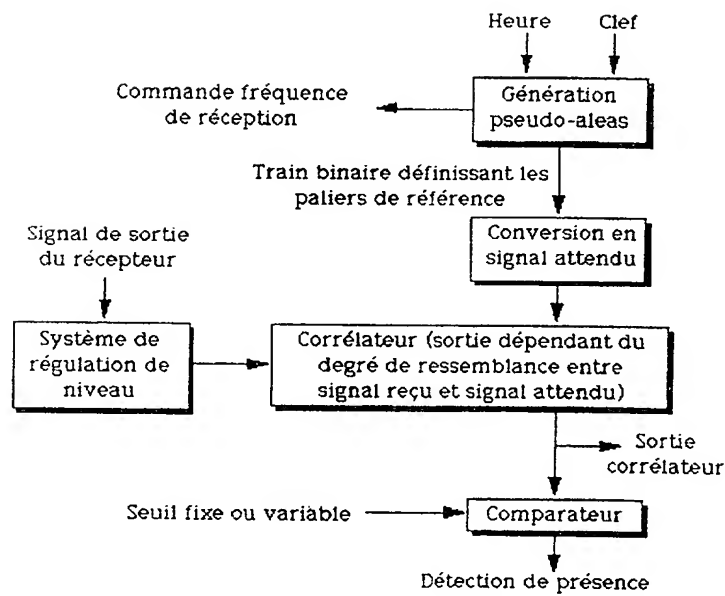 Heure
Clef
Commande fréquence
de réception
Génération
pseudo-aleas
Train binaire définissant les
paliers de référence
Conversion en
signal attendu
Signal de sortie
du récepteur
Système de
régulation de
niveau
Corrélateur (sortie dépendant du
degré de ressemblance entre
signal reçu et signal attendu)
Sortie
corrélateur
Seuil fixe ou variable
Comparateur
Détection de présence